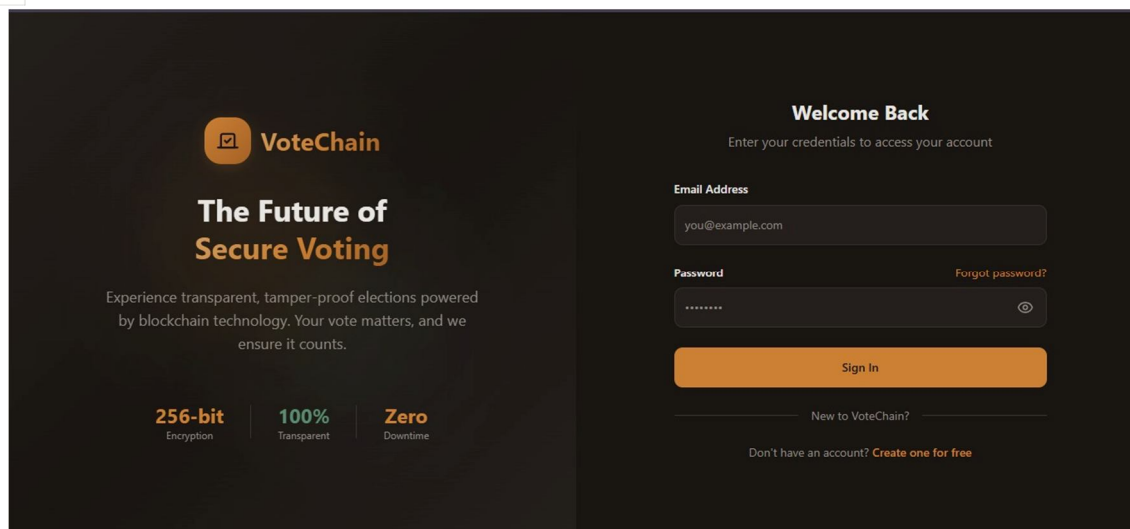 VoteChain
The Future of
Secure Voting
Experience transparent, tamper-proof elections powered
by blockchain technology. Your vote matters, and we
ensure it counts.
256-bit
Encryption
100%
Transparent
Zero
Downtime
Welcome Back
Enter your credentials to access your account
Email Address
you@example.com
Password
Forgot password?
••••••••
Sign In
New to VoteChain?
Don't have an account? Create one for free